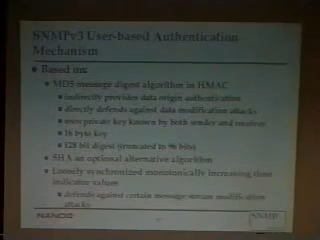 SNMPv3 User-based Authentication
Mechanism
Based on:
MD5 message digest algorithm in HMAC
indirectly provides data origin authentication
directly defends against data modification attacks
uses private key known by both sender and receiver
16 byte key
128 bit digest (truncated to 96 bits)
SHA an optional alternative algorithm
Loosely synchronized monotonically increasing time
indicator values
defends against certain message stream modification
attacks
NANOG
SNMP